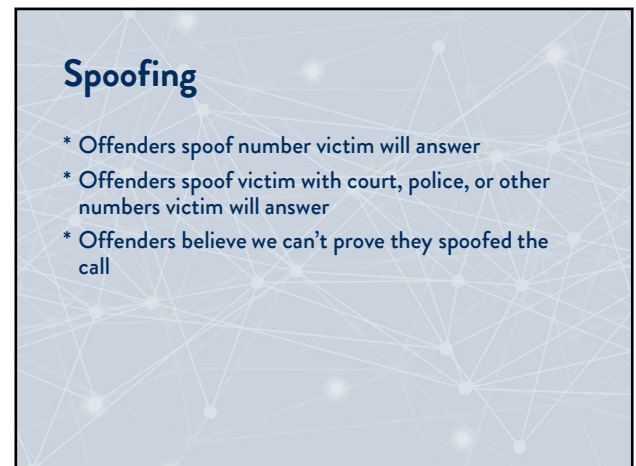 Spoofing
* Offenders spoof number victim will answer
* Offenders spoof victim with court, police, or other
numbers victim will answer
* Offenders believe we can't prove they spoofed the
call